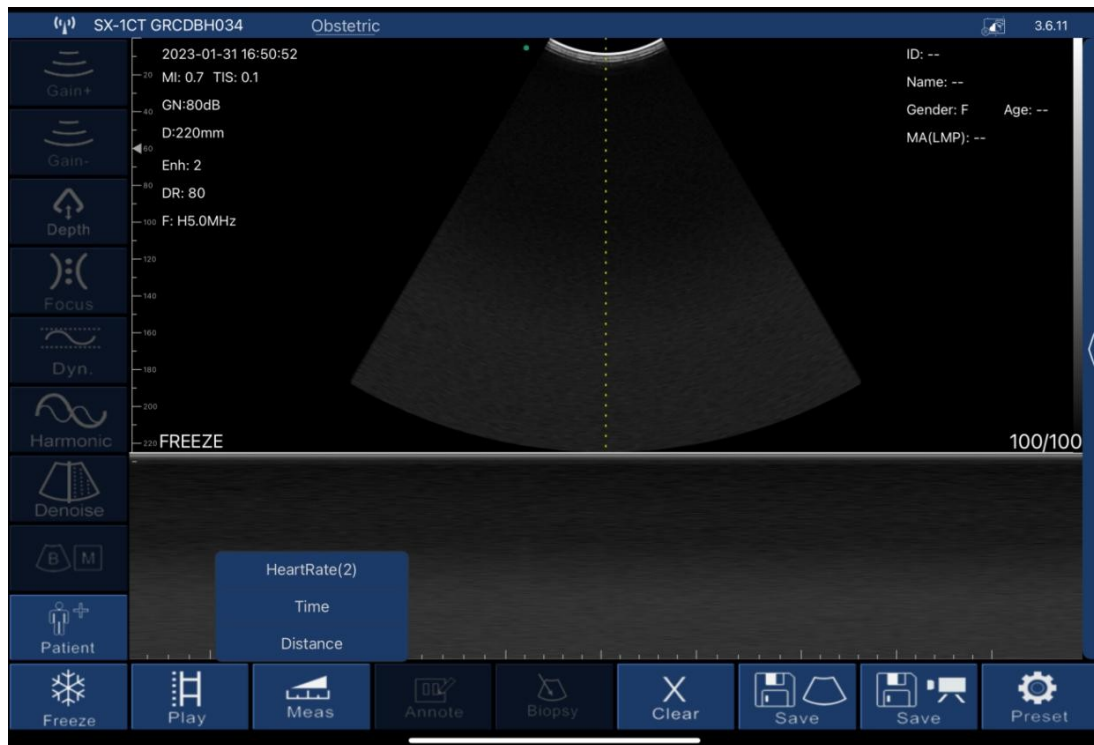 SX-1CT GRCDBH034 Obstetric 3.6.11
2023-01-31 16:50:52
MI: 0.7 TIS: 0.1
GN:80dB
D:220mm
Enh: 2
DR: 80
F: H5.0MHz
ID: --
Name: --
Gender: F Age: --
MA(LMP): --
20
40
60
80
100
120
140
160
180
200
220
FREEZE 100/100
Gain+
Gain-
Depth
Focus
Dyn.
Harmonic
Denoise
B M
Patient
HeartRate(2)
Time
Distance
Freeze Play Meas Annote Biopsy Clear Save Save Preset